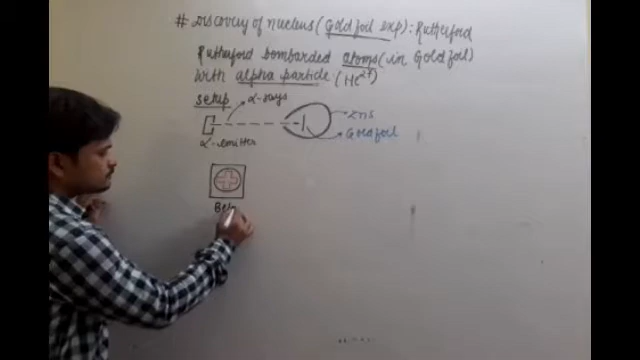 # Discovery of nucleus (Gold foil exp) : Rutherford
Rutherford bombarded atoms (in Gold foil)
with alpha particle (He2+)
setup
α-rays
ZnS
Gold foil
α-emitter
Befo